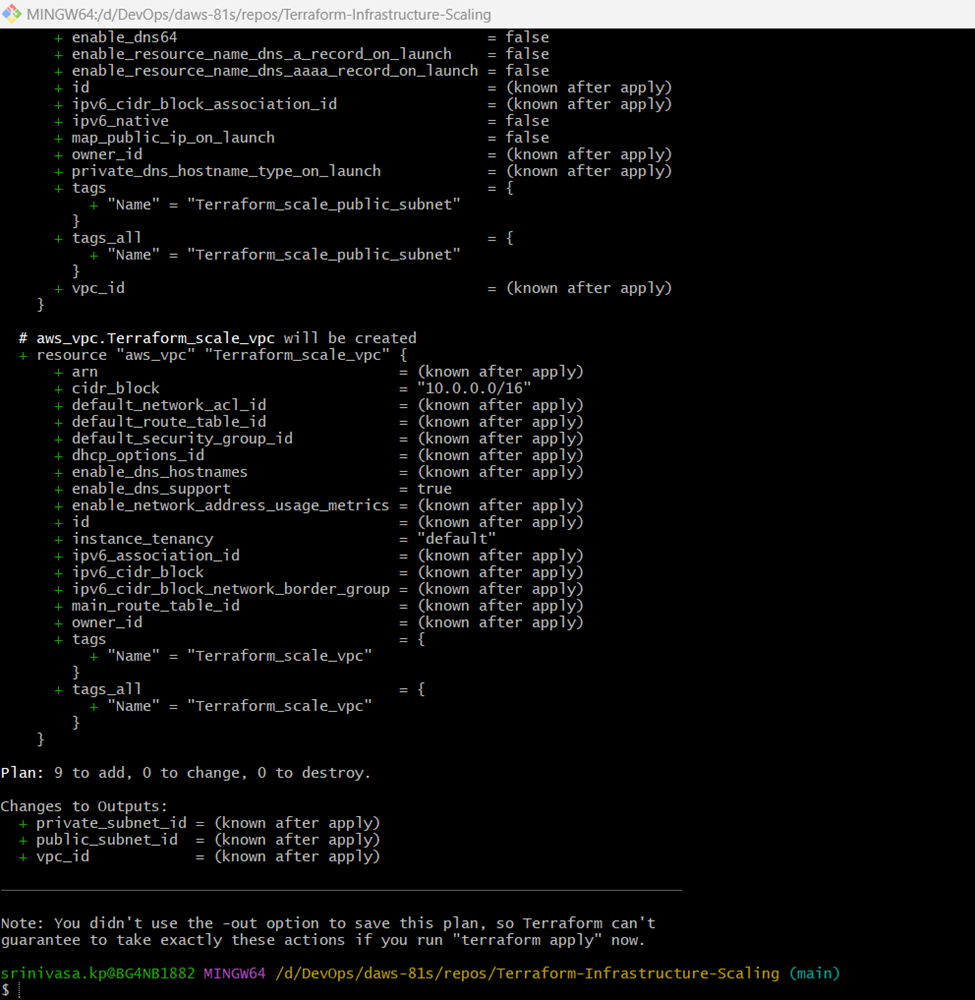 MINGW64:/d/DevOps/daws-81s/repos/Terraform-Infrastructure-Scaling
+ enable_dns64 = false
+ enable_resource_name_dns_a_record_on_launch = false
+ enable_resource_name_dns_aaaa_record_on_launch = false
+ id = (known after apply)
+ ipv6_cidr_block_association_id = (known after apply)
+ ipv6_native = false
+ map_public_ip_on_launch = false
+ owner_id = (known after apply)
+ private_dns_hostname_type_on_launch = (known after apply)
+ tags = {
+ "Name" = "Terraform_scale_public_subnet"
}
+ tags_all = {
+ "Name" = "Terraform_scale_public_subnet"
}
+ vpc_id = (known after apply)
}
# aws_vpc.Terraform_scale_vpc will be created
+ resource "aws_vpc" "Terraform_scale_vpc" {
+ arn = (known after apply)
+ cidr_block = "10.0.0.0/16"
+ default_network_acl_id = (known after apply)
+ default_route_table_id = (known after apply)
+ default_security_group_id = (known after apply)
+ dhcp_options_id = (known after apply)
+ enable_dns_hostnames = (known after apply)
+ enable_dns_support = true
+ enable_network_address_usage_metrics = (known after apply)
+ id = (known after apply)
+ instance_tenancy = "default"
+ ipv6_association_id = (known after apply)
+ ipv6_cidr_block = (known after apply)
+ ipv6_cidr_block_network_border_group = (known after apply)
+ main_route_table_id = (known after apply)
+ owner_id = (known after apply)
+ tags = {
+ "Name" = "Terraform_scale_vpc"
}
+ tags_all = {
+ "Name" = "Terraform_scale_vpc"
}
}
Plan: 9 to add, 0 to change, 0 to destroy.
Changes to Outputs:
+ private_subnet_id = (known after apply)
+ public_subnet_id = (known after apply)
+ vpc_id = (known after apply)
Note: You didn't use the -out option to save this plan, so Terraform can't
guarantee to take exactly these actions if you run "terraform apply" now.
srinivasa.kp@BG4NB1882 MINGW64 /d/DevOps/daws-81s/repos/Terraform-Infrastructure-Scaling (main)
$